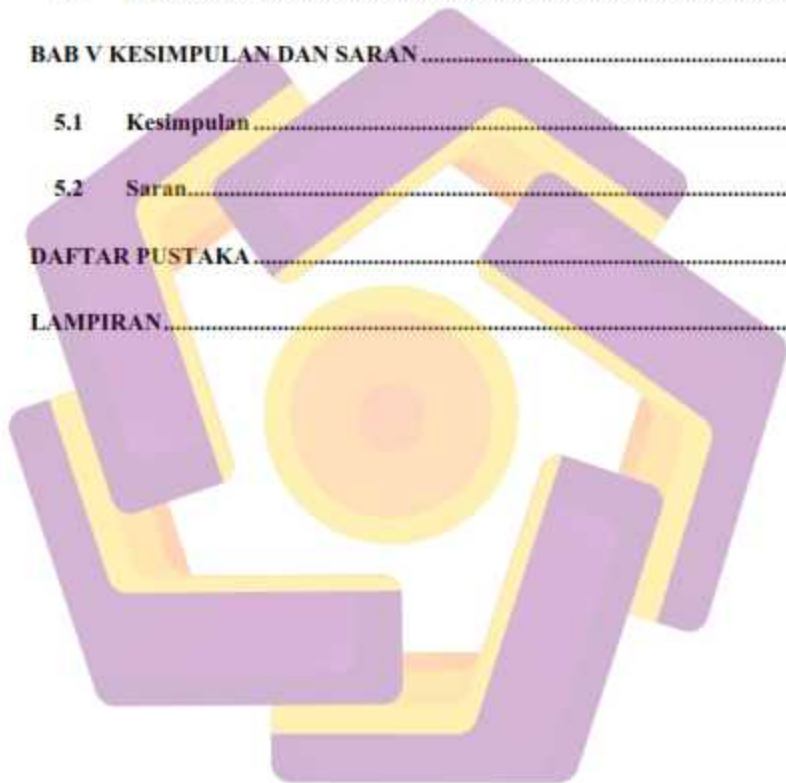 BAB V KESIMPULAN DAN SARAN........................................................
5.1 Kesimpulan........................................................
5.2 Saran........................................................
DAFTAR PUSTAKA........................................................
LAMPIRAN........................................................